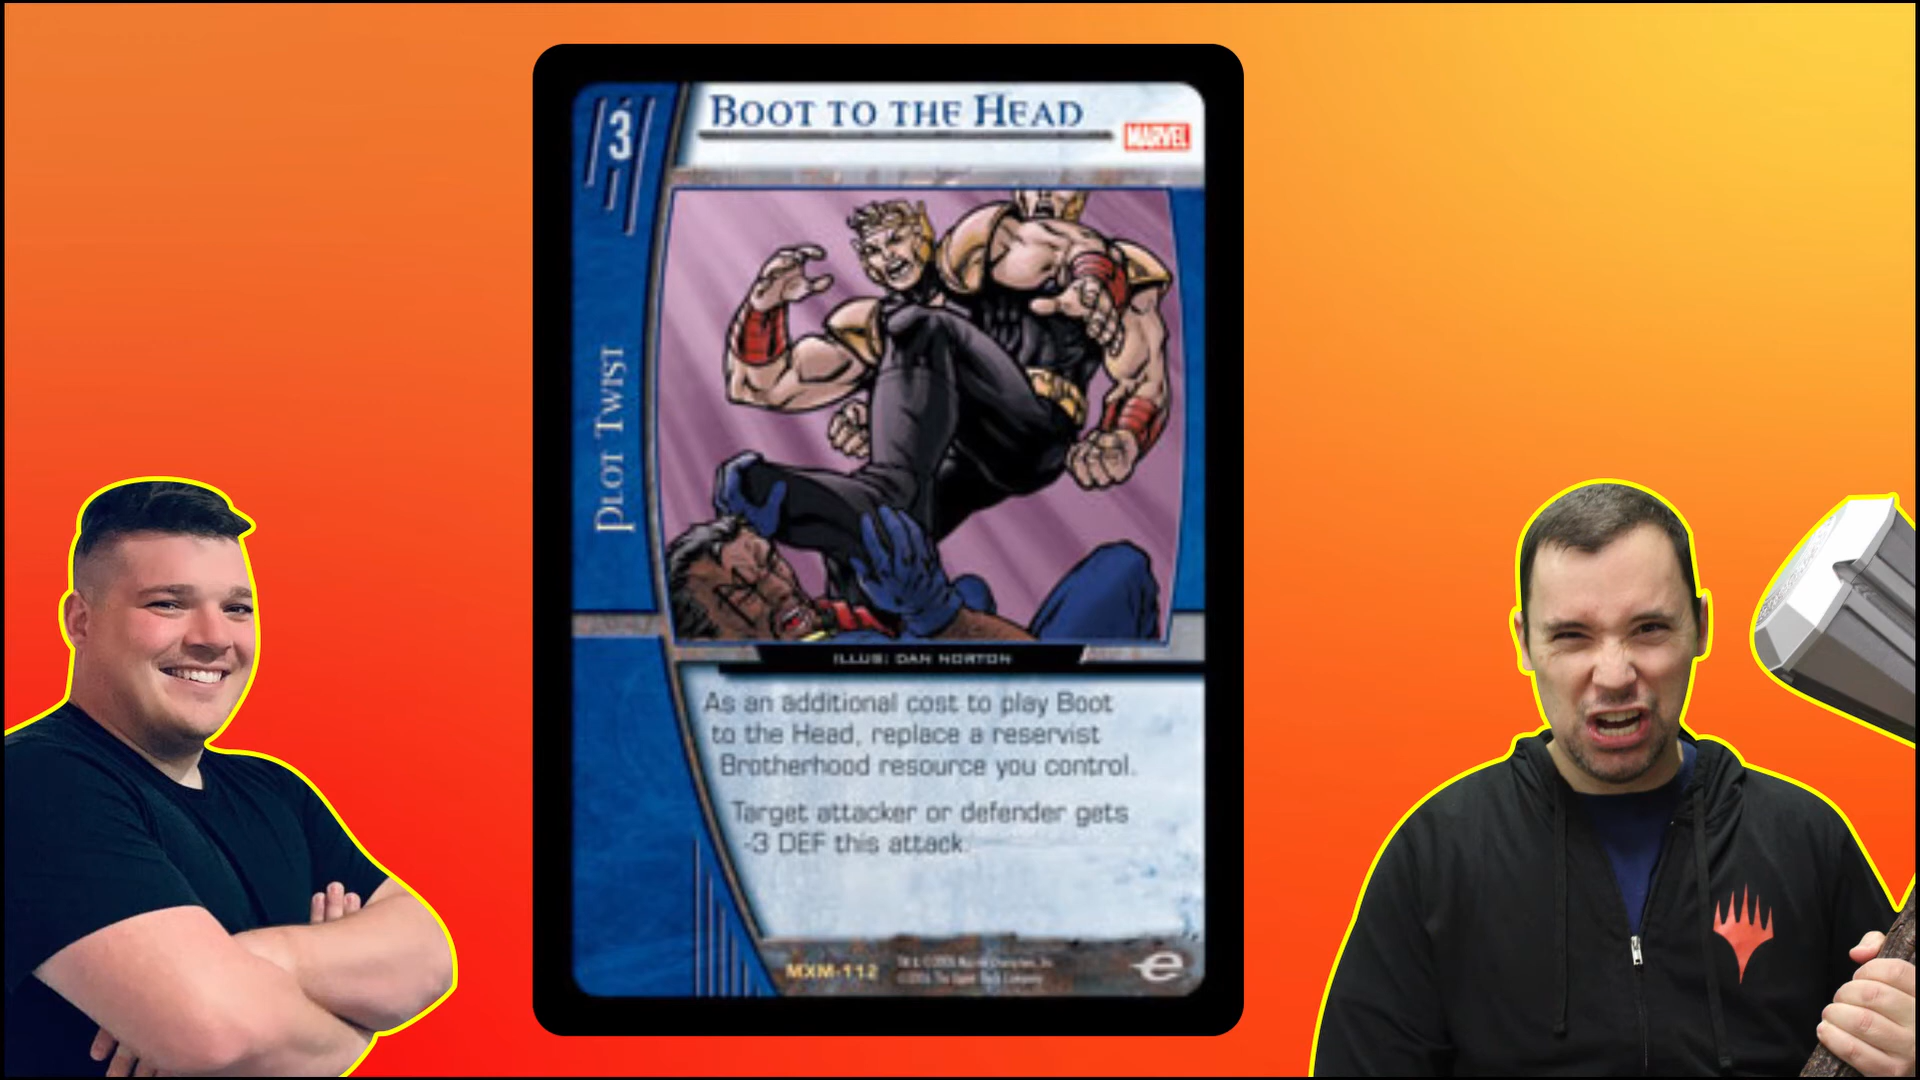 3
BOOT TO THE HEAD
MARVEL
PLOT TWIST
ILLUS: DAN NORTON
As an additional cost to play Boot
to the Head, replace a reservist
Brotherhood resource you control.
Target attacker or defender gets
-3 DEF this attack.
MXM-112